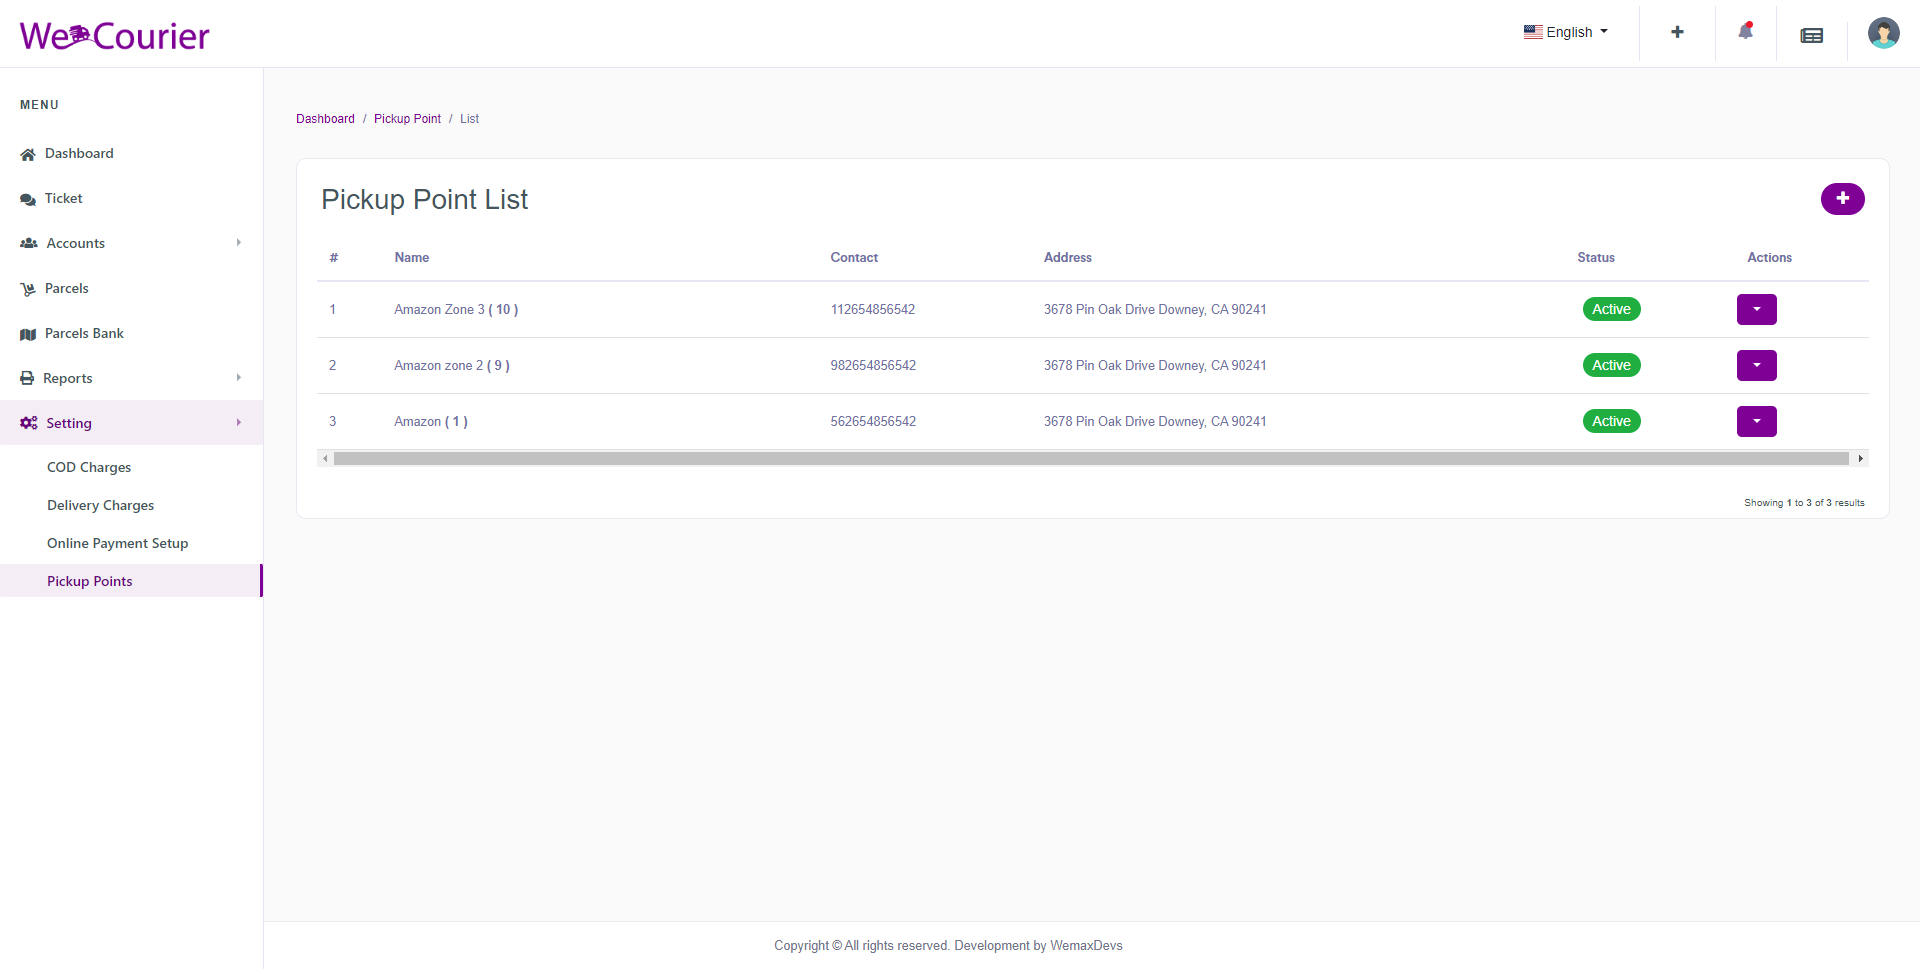 We Courier
English
MENU
Dashboard
Ticket
Accounts
Parcels
Parcels Bank
Reports
Setting
COD Charges
Delivery Charges
Online Payment Setup
Pickup Points
Dashboard / Pickup Point / List
Pickup Point List
# Name Contact Address Status Actions
1 Amazon Zone 3 ( 10 ) 112654856542 3678 Pin Oak Drive Downey, CA 90241 Active
2 Amazon zone 2 ( 9 ) 982654856542 3678 Pin Oak Drive Downey, CA 90241 Active
3 Amazon ( 1 ) 562654856542 3678 Pin Oak Drive Downey, CA 90241 Active
Showing 1 to 3 of 3 results
Copyright © All rights reserved. Development by WemaxDevs